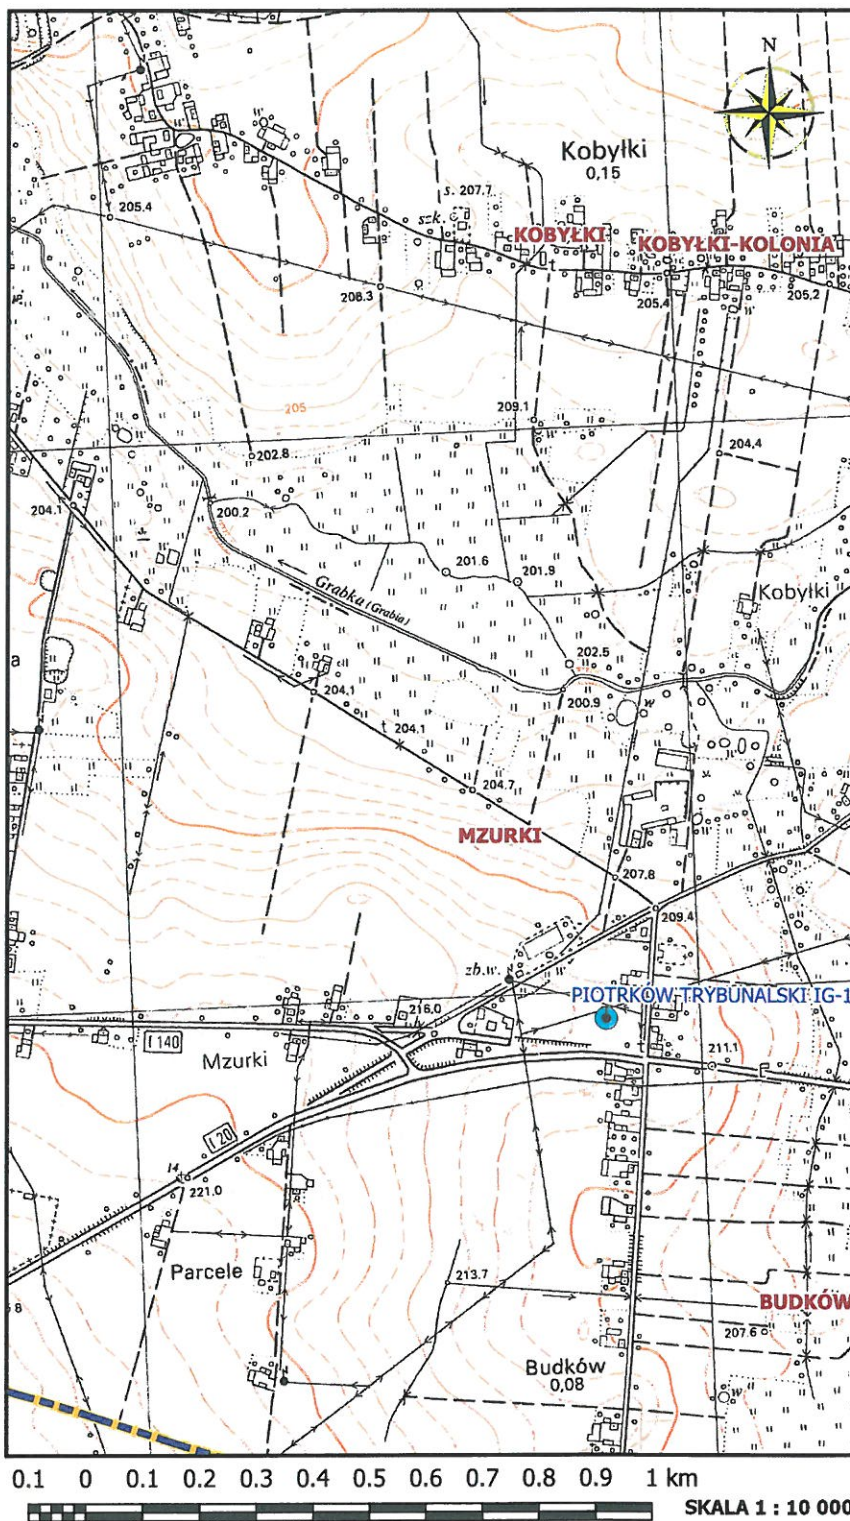 N
Kobyłki
0,15
W
s. 207.7
szk.
205.4
KOBYŁKI
KOBYŁKI-KOLONIA
t
206.3
205.4
205.2
W
205
209.1
202.8
204.4
204.1
200.2
201.6
201.9
Grabka (Grabia)
Kobyłki
202.5
a
204.1
200.9
t 204.1
w
204.7
MZURKI
207.8
209.4
zb.w.
W
PIOTRKÓW TRYBUNALSKI IG-1
216.0
I 140
Mzurki
211.1
I 20
14
221.0
Parcele
213.7
BUDKÓW
207.6
Budków
0,08
W
0.1 0 0.1 0.2 0.3 0.4 0.5 0.6 0.7 0.8 0.9 1 km
SKALA 1 : 10 000